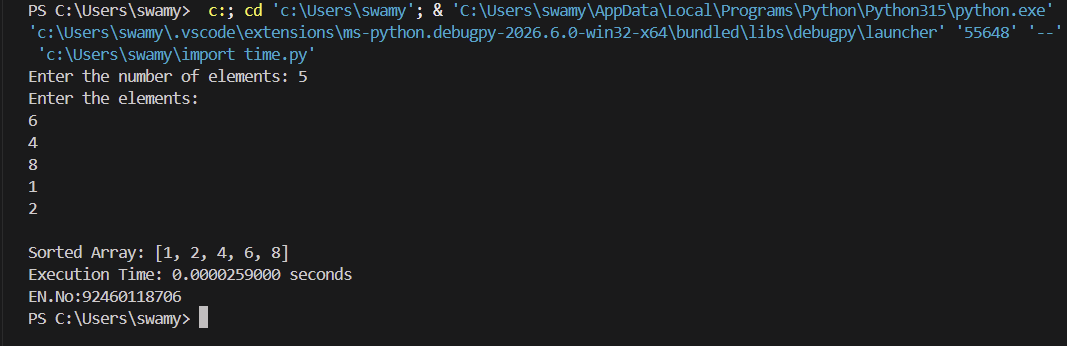 PS C:\Users\swamy>  c:; cd 'c:\Users\swamy'; & 'C:\Users\swamy\AppData\Local\Programs\Python\Python315\python.exe'
'c:\Users\swamy\.vscode\extensions\ms-python.debugpy-2026.6.0-win32-x64\bundled\libs\debugpy\launcher' '55648' '--'
'c:\Users\swamy\import time.py'
Enter the number of elements: 5
Enter the elements:
6
4
8
1
2
Sorted Array: [1, 2, 4, 6, 8]
Execution Time: 0.0000259000 seconds
EN.No:92460118706
PS C:\Users\swamy>